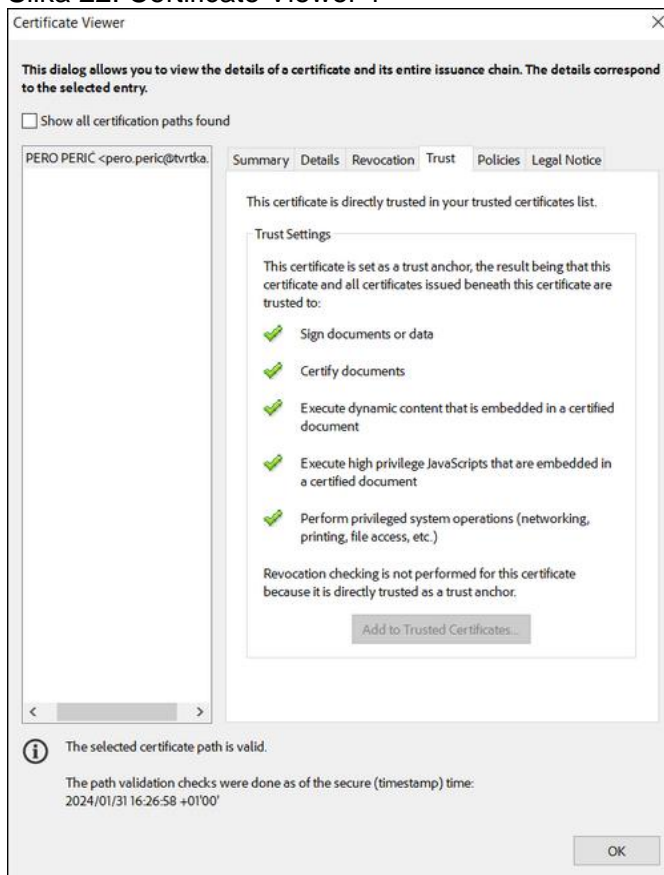 Certificate Viewer
This dialog allows you to view the details of a certificate and its entire issuance chain. The details correspond
to the selected entry.
Show all certification paths found
PERO PERIĆ <pero.peric@tvrtka.
Summary Details Revocation Trust Policies Legal Notice
This certificate is directly trusted in your trusted certificates list.
Trust Settings
This certificate is set as a trust anchor, the result being that this
certificate and all certificates issued beneath this certificate are
trusted to:
Sign documents or data
Certify documents
Execute dynamic content that is embedded in a certified
document
Execute high privilege JavaScripts that are embedded in
a certified document
Perform privileged system operations (networking,
printing, file access, etc.)
Revocation checking is not performed for this certificate
because it is directly trusted as a trust anchor.
Add to Trusted Certificates...
The selected certificate path is valid.
The path validation checks were done as of the secure (timestamp) time:
2024/01/31 16:26:58 +01'00'
OK